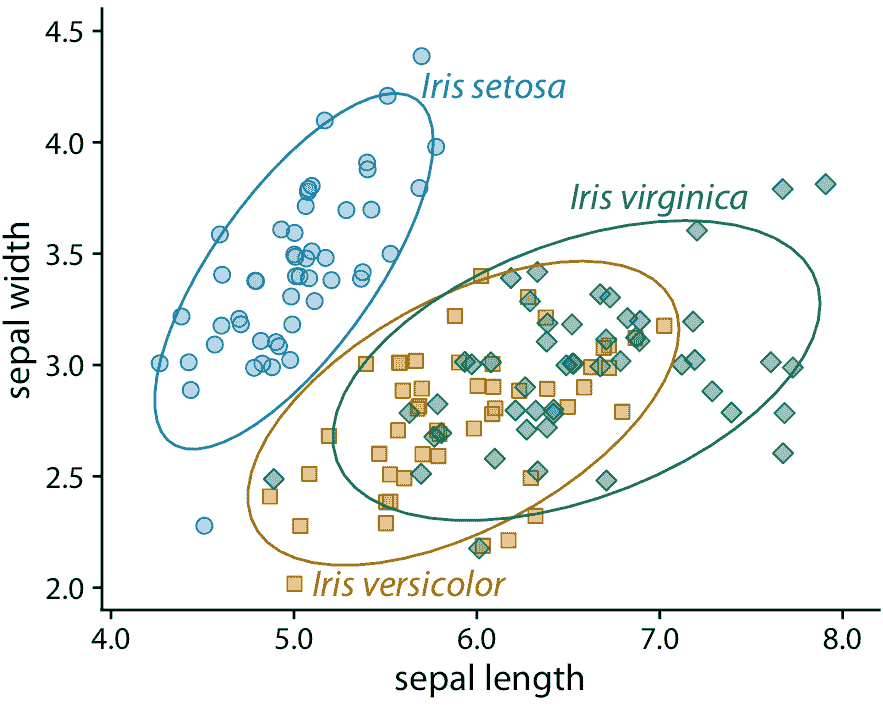 4.5
Iris setosa
4.0
Iris virginica
3.5
sepal width
3.0
2.5
2.0
Iris versicolor
4.0 5.0 6.0 7.0 8.0
sepal length